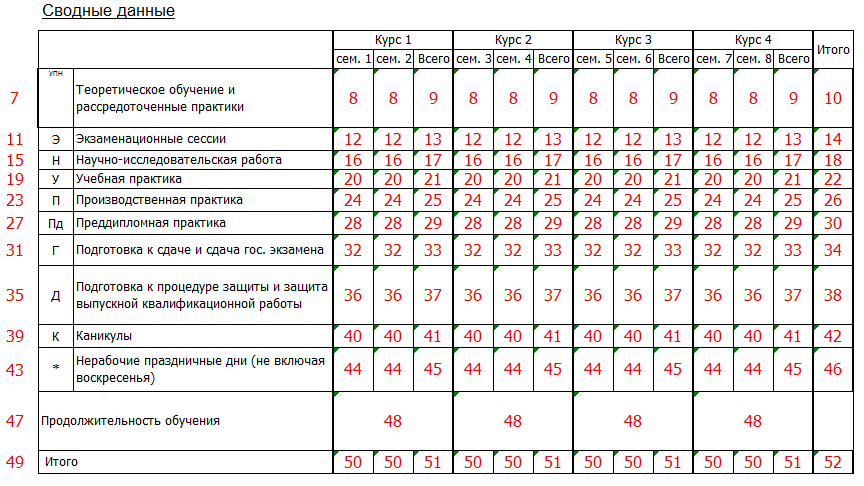 Сводные данные
Курс 1 Курс 2 Курс 3 Курс 4 Итого
сем. 1 сем. 2 Всего сем. 3 сем. 4 Всего сем. 5 сем. 6 Всего сем. 7 сем. 8 Всего
УПН
Теоретическое обучение и
7 8 8 9 8 8 9 8 8 9 8 8 9 10
рассредоточенные практики
11 Э Экзаменационные сессии 12 12 13 12 12 13 12 12 13 12 12 13 14
15 Н Научно-исследовательская работа 16 16 17 16 16 17 16 16 17 16 16 17 18
19 У Учебная практика 20 20 21 20 20 21 20 20 21 20 20 21 22
23 П Производственная практика 24 24 25 24 24 25 24 24 25 24 24 25 26
27 Пд Преддипломная практика 28 28 29 28 28 29 28 28 29 28 28 29 30
31 Г Подготовка к сдаче и сдача гос. экзамена 32 32 33 32 32 33 32 32 33 32 32 33 34
Подготовка к процедуре защиты и защита
35 Д 36 36 37 36 36 37 36 36 37 36 36 37 38
выпускной квалификационной работы
39 К Каникулы 40 40 41 40 40 41 40 40 41 40 40 41 42
Нерабочие праздничные дни (не включая
43 * 44 44 45 44 44 45 44 44 45 44 44 45 46
воскресенья)
47 Продолжительность обучения 48 48 48 48
49 Итого 50 50 51 50 50 51 50 50 51 50 50 51 52